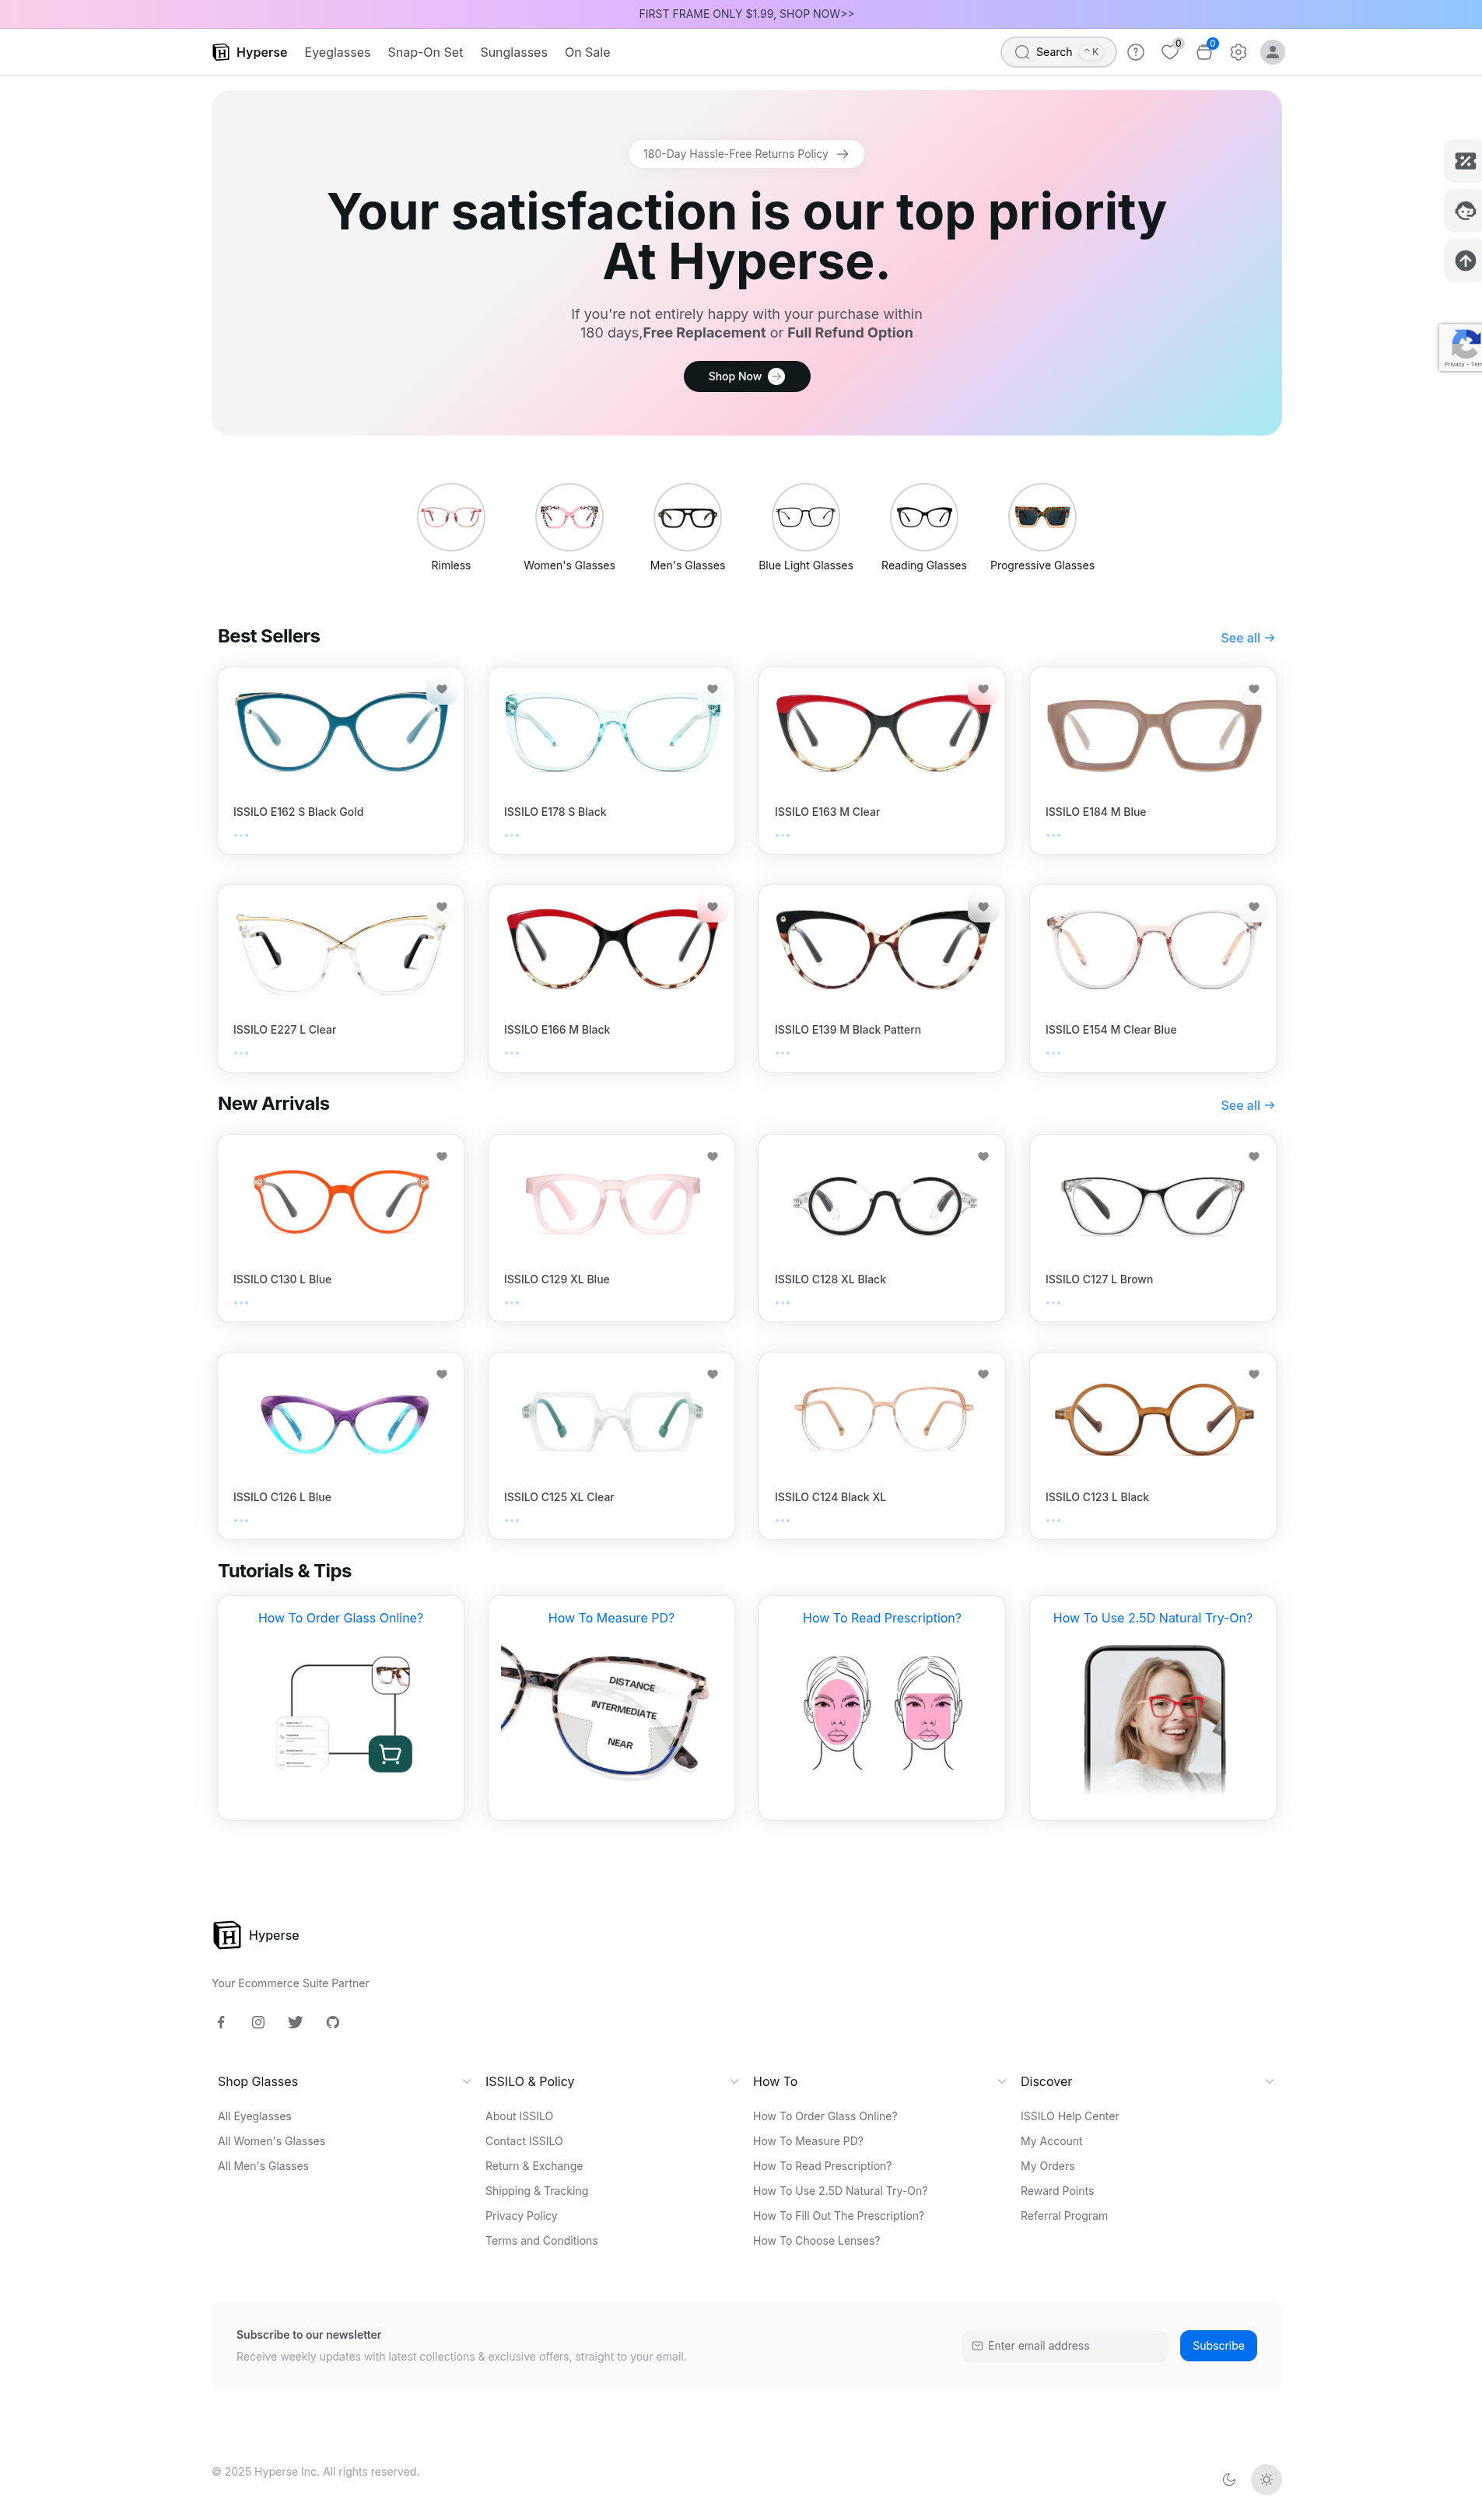 FIRST FRAME ONLY $1.99, SHOP NOW>>
Hyperse
Eyeglasses
Snap-On Set
Sunglasses
On Sale
Search
⌃ K
0
0
180-Day Hassle-Free Returns Policy
Your satisfaction is our top priority
At Hyperse.
If you're not entirely happy with your purchase within
180 days,Free Replacement or Full Refund Option
Shop Now
Privacy - Ter
Rimless
Women's Glasses
Men's Glasses
Blue Light Glasses
Reading Glasses
Progressive Glasses
Best Sellers
See all
ISSILO E162 S Black Gold
ISSILO E178 S Black
ISSILO E163 M Clear
ISSILO E184 M Blue
ISSILO E227 L Clear
ISSILO E166 M Black
ISSILO E139 M Black Pattern
ISSILO E154 M Clear Blue
New Arrivals
See all
ISSILO C130 L Blue
ISSILO C129 XL Blue
ISSILO C128 XL Black
ISSILO C127 L Brown
ISSILO C126 L Blue
ISSILO C125 XL Clear
ISSILO C124 Black XL
ISSILO C123 L Black
Tutorials & Tips
How To Order Glass Online?
How To Measure PD?
DISTANCE
INTERMEDIATE
NEAR
How To Read Prescription?
How To Use 2.5D Natural Try-On?
H
Hyperse
Your Ecommerce Suite Partner
Shop Glasses
All Eyeglasses
All Women's Glasses
All Men's Glasses
ISSILO & Policy
About ISSILO
Contact ISSILO
Return & Exchange
Shipping & Tracking
Privacy Policy
Terms and Conditions
How To
How To Order Glass Online?
How To Measure PD?
How To Read Prescription?
How To Use 2.5D Natural Try-On?
How To Fill Out The Prescription?
How To Choose Lenses?
Discover
ISSILO Help Center
My Account
My Orders
Reward Points
Referral Program
Subscribe to our newsletter
Receive weekly updates with latest collections & exclusive offers, straight to your email.
Enter email address
Subscribe
© 2025 Hyperse Inc. All rights reserved.